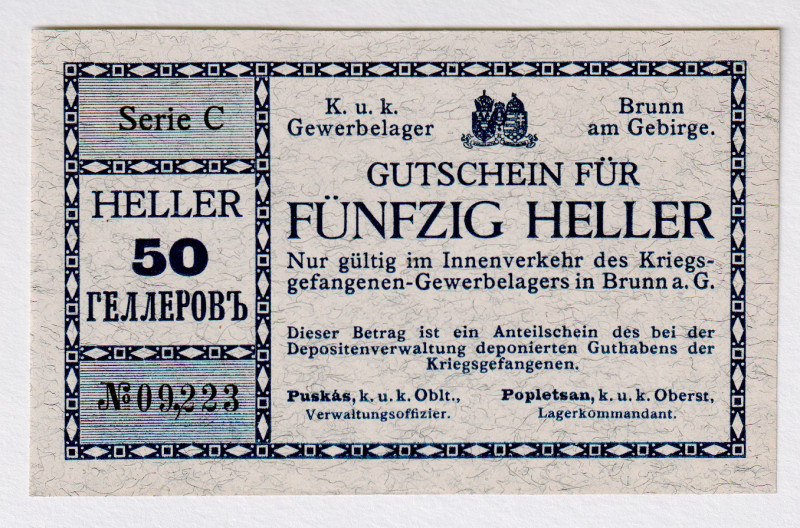 Serie C
HELLER
50
ГЕЛЛЕРОВЪ
№ 09,223
K. u. k.
Gewerbelager
Brunn
am Gebirge.
GUTSCHEIN FÜR
FÜNFZIG HELLER
Nur gültig im Innenverkehr des Kriegs-
gefangenen-Gewerbelagers in Brunn a. G.
Dieser Betrag ist ein Anteilschein des bei der
Depositenverwaltung deponierten Guthabens der
Kriegsgefangenen.
Puskás, k. u. k. Oblt.,
Verwaltungsoffizier.
Popletsan, k. u. k. Oberst,
Lagerkommandant.